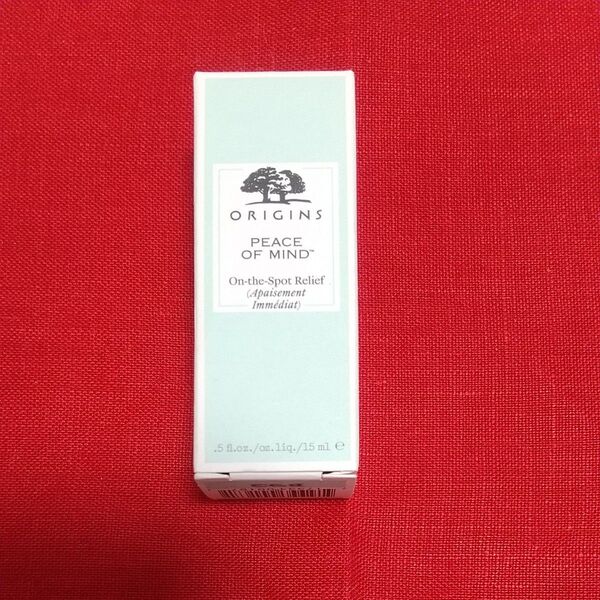 ORIGINS
PEACE
OF MIND™
On-the-Spot Relief
(Apaisement
Immédiat)
.5 fl.oz./oz.liq./15 ml ℮